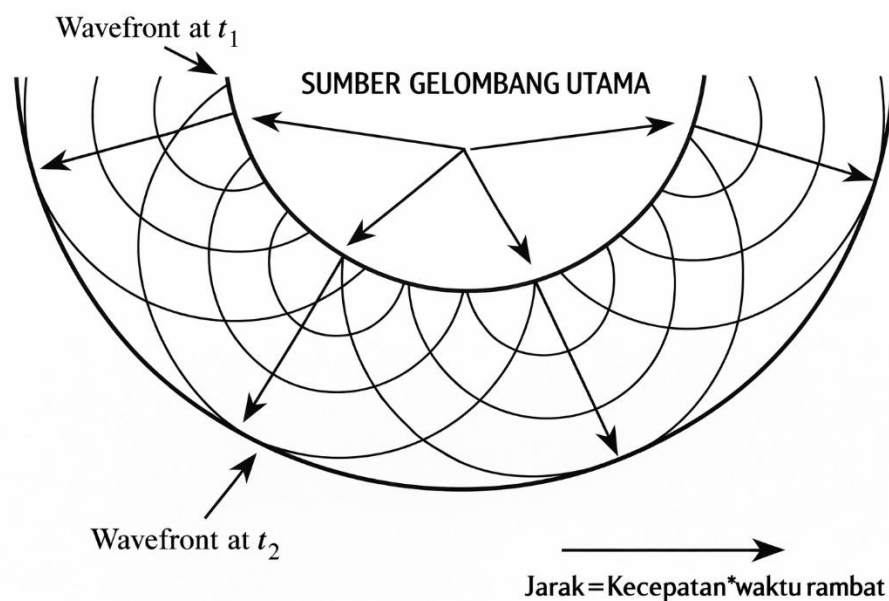 Wavefront at t₁
SUMBER GELOMBANG UTAMA
Wavefront at t₂
Jarak=Kecepatan*waktu rambat